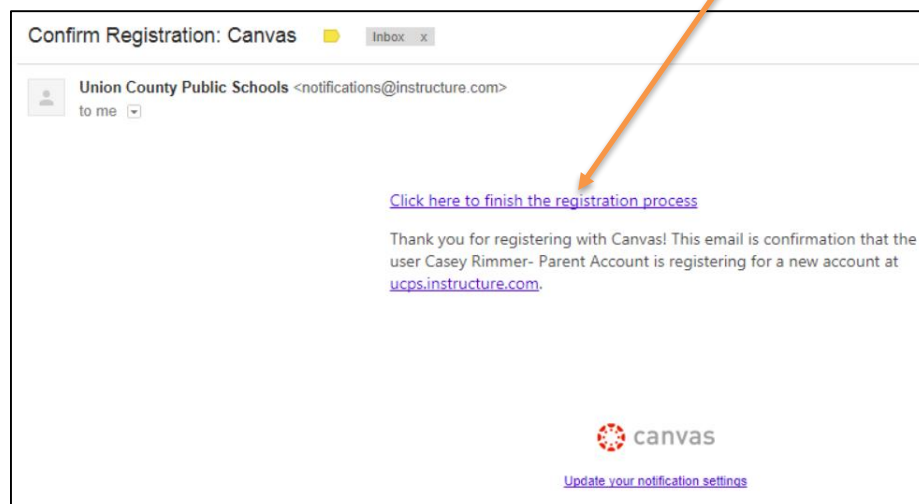 Confirm Registration: Canvas Inbox x
Union County Public Schools <notifications@instructure.com>
to me
Click here to finish the registration process
Thank you for registering with Canvas! This email is confirmation that the
user Casey Rimmer- Parent Account is registering for a new account at
ucps.instructure.com.
canvas
Update your notification settings